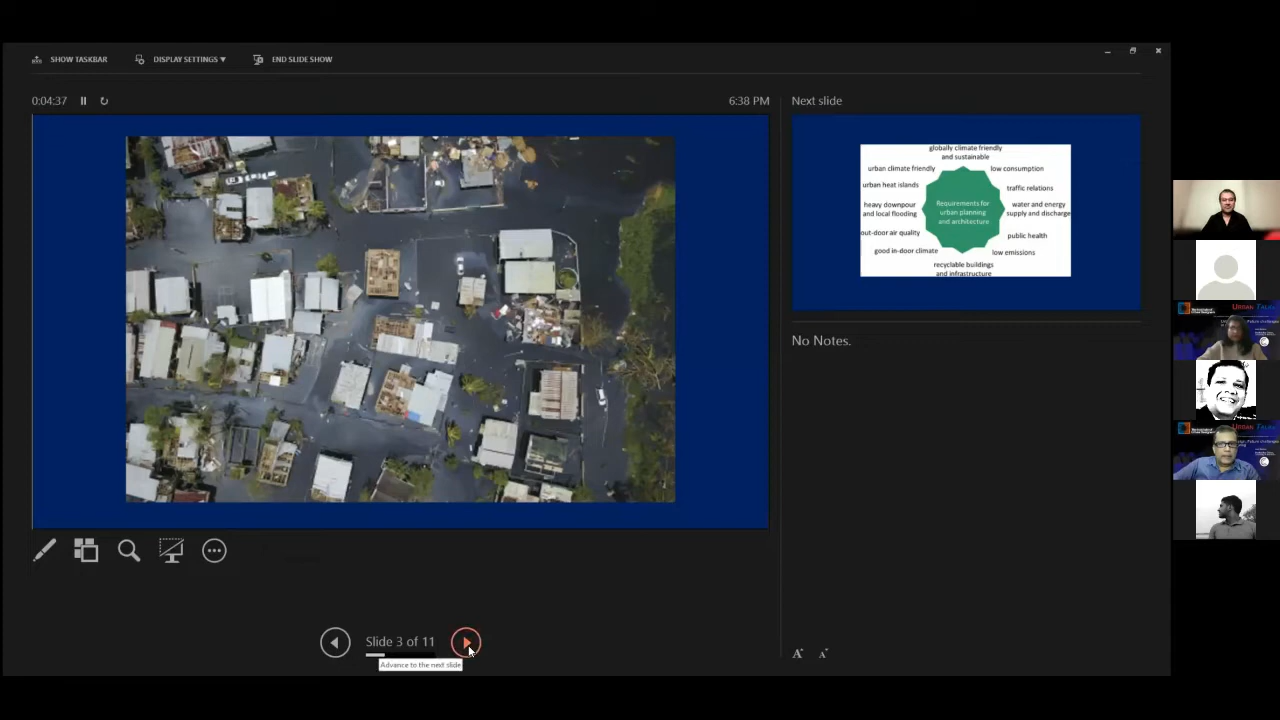 SHOW TASKBAR
DISPLAY SETTINGS ▼
END SLIDE SHOW
0:04:37
6:38 PM
Next slide
globally climate friendly
and sustainable
urban climate friendly
low consumption
urban heat islands
traffic relations
heavy downpour
and local flooding
Requirements for
urban planning
and architecture
water and energy
supply and discharge
out-door air quality
public health
good in-door climate
low emissions
recyclable buildings
and infrastructure
No Notes.
Slide 3 of 11
Advance to the next slide
A
A